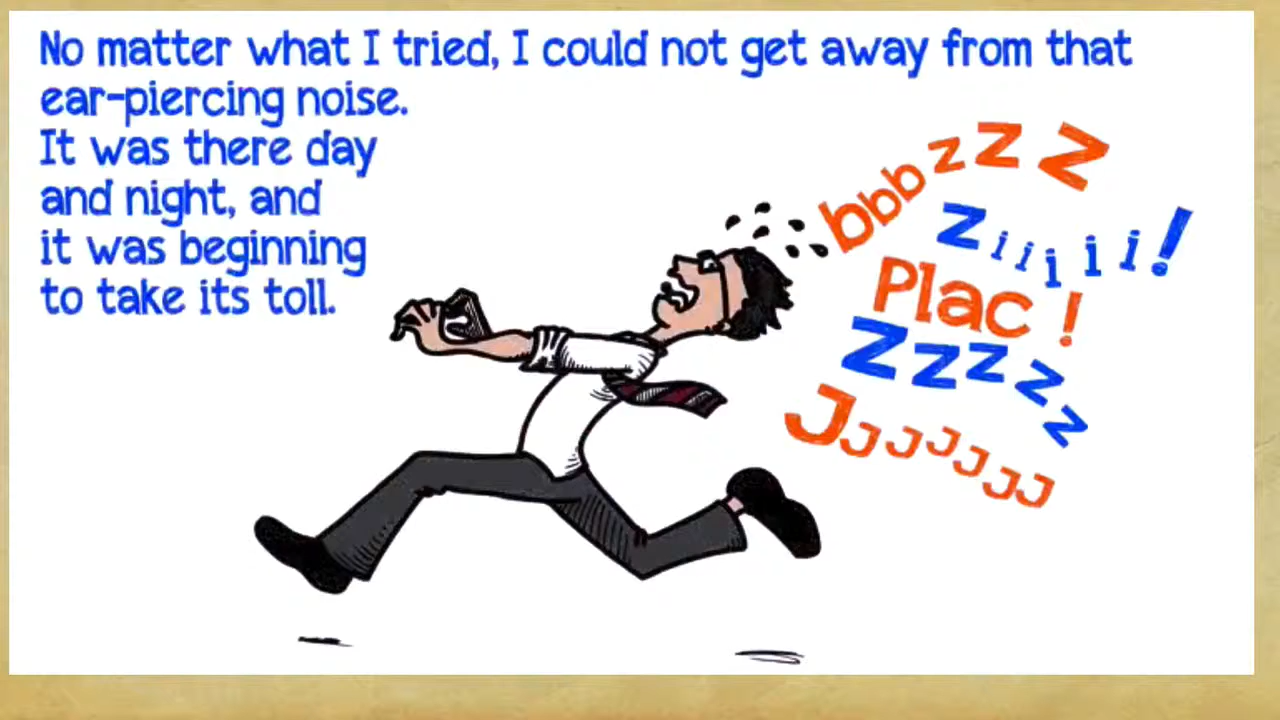 No matter what I tried, I could not get away from that
ear-piercing noise.
It was there day
and night, and
it was beginning
to take its toll.
bbbzzz
Ziiiii!
Plac!
Zzzzz
JJJJJJJ